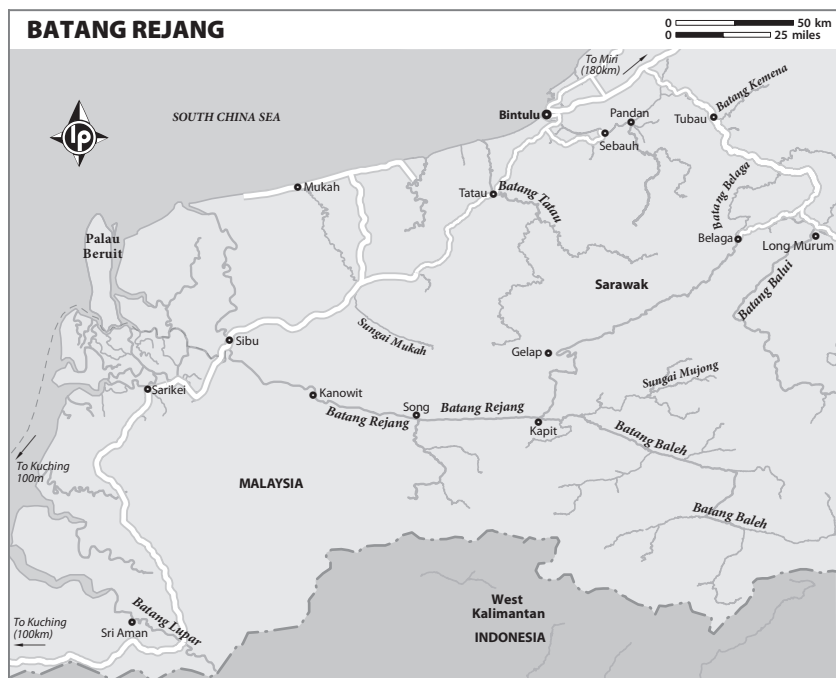 BATANG REJANG
0 50 km
0 25 miles
To Miri
(180km)
SOUTH CHINA SEA
lp
Bintulu
Pandan
Sebauh
Tubau
Batang Kemena
Mukah
Tatau
Batang Tatau
Batang Belaga
Palau
Beruit
Belaga
Long Murum
Sarawak
Batang Balui
Sibu
Sungai Mukah
Gelap
Sungai Mujong
Sarikei
Kanowit
Song
Batang Rejang
Batang Rejang
Kapit
Batang Baleh
To Kuching
100m
MALAYSIA
Batang Baleh
West
Kalimantan
INDONESIA
To Kuching
(100km)
Sri Aman
Batang Lupar